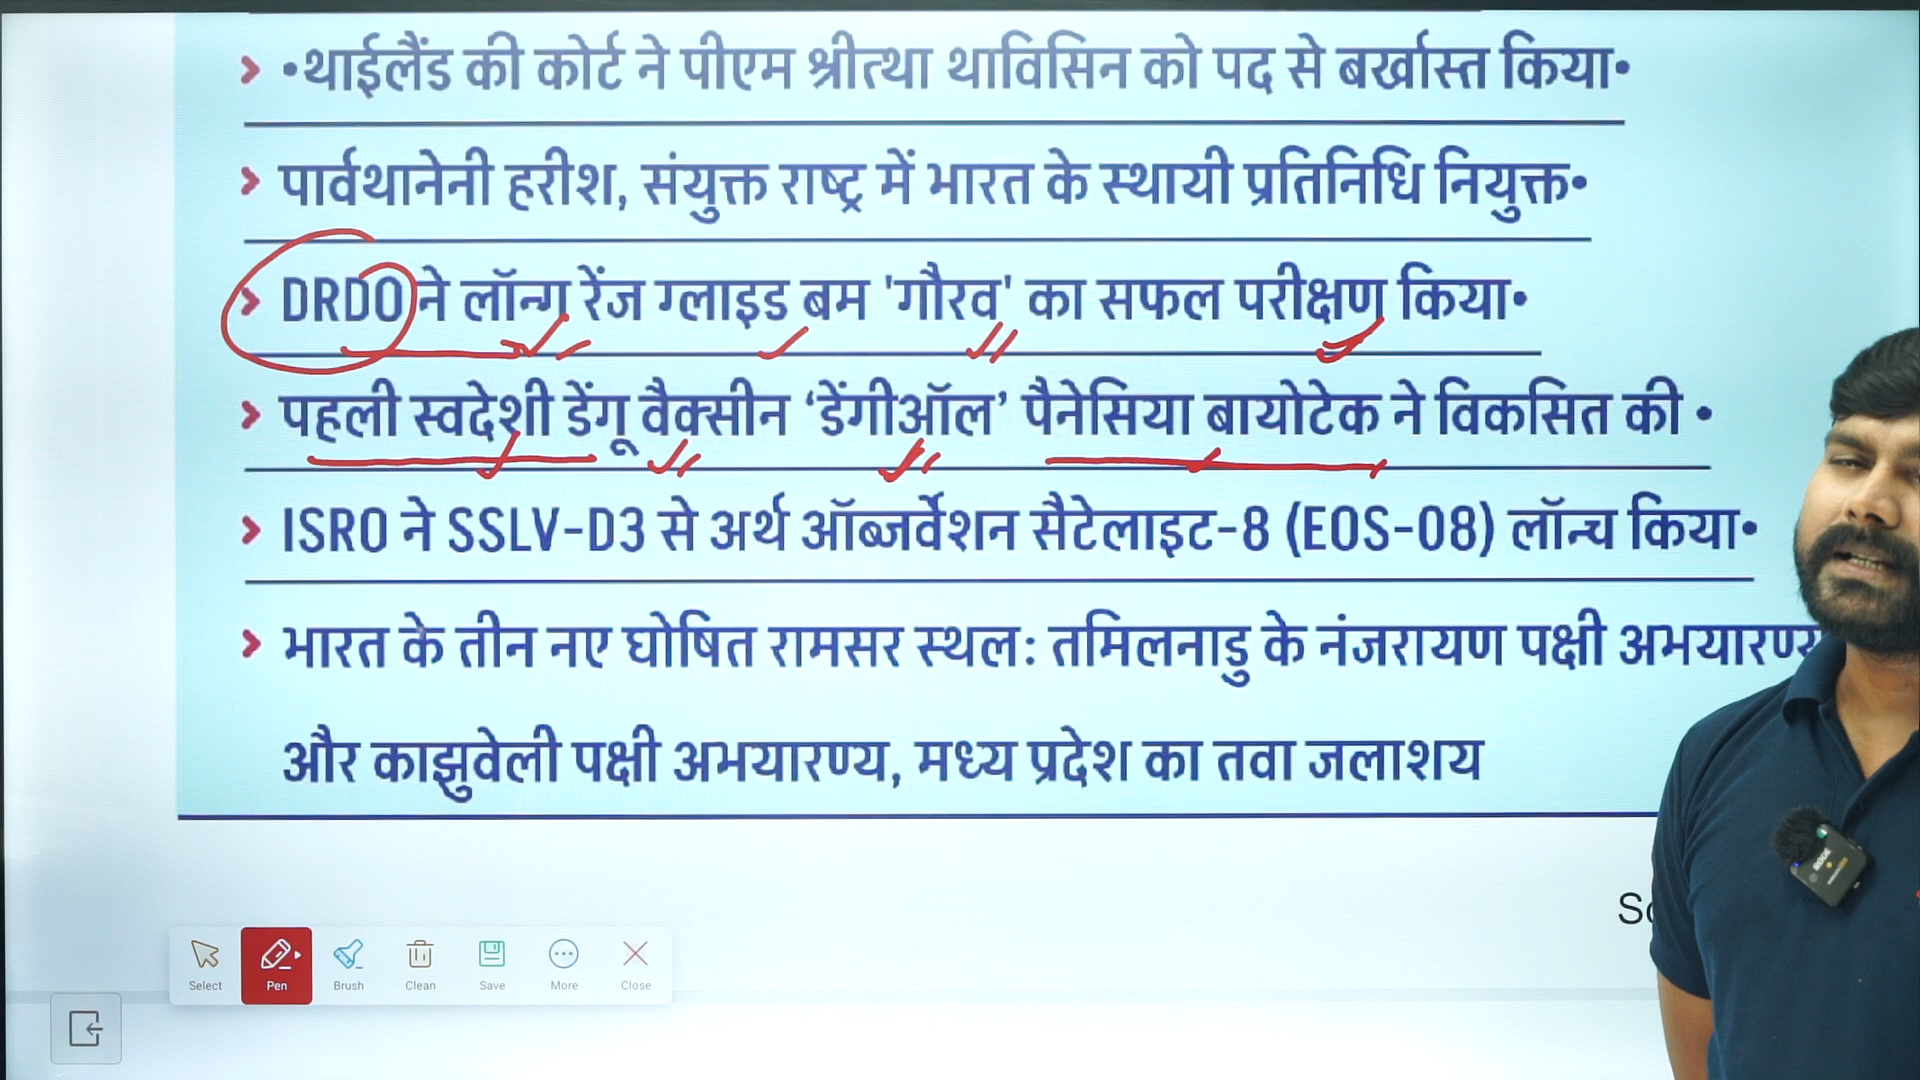 •थाईलैंड की कोर्ट ने पीएम श्रीत्था थाविसिन को पद से बर्खास्त किया•
पार्वथानेनी हरीश, संयुक्त राष्ट्र में भारत के स्थायी प्रतिनिधि नियुक्त•
DRDO ने लॉन्ग रेंज ग्लाइड बम 'गौरव' का सफल परीक्षण किया•
पहली स्वदेशी डेंगू वैक्सीन ‘डेंगीऑल’ पैनेसिया बायोटेक ने विकसित की •
ISRO ने SSLV-D3 से अर्थ ऑब्जर्वेशन सैटेलाइट-8 (EOS-08) लॉन्च किया•
भारत के तीन नए घोषित रामसर स्थल: तमिलनाडु के नंजरायण पक्षी अभयारण्य
और काझुवेली पक्षी अभयारण्य, मध्य प्रदेश का तवा जलाशय
Select Pen Brush Clean Save More Close
RODE